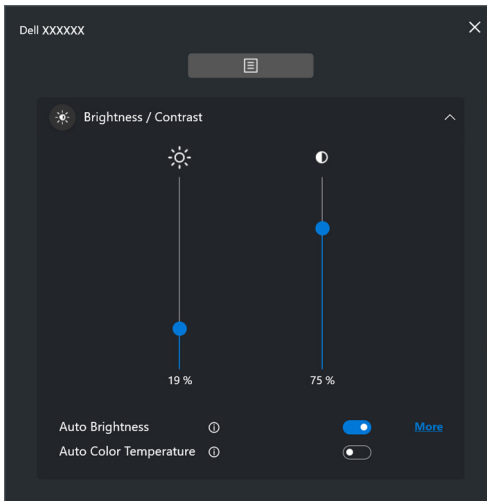 Dell XXXXXX
Brightness / Contrast
19 % 75 %
Auto Brightness More
Auto Color Temperature